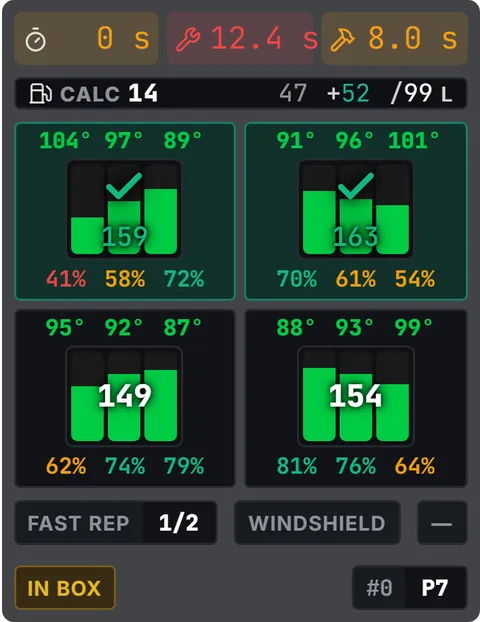 0 s 12.4 s 8.0 s
CALC 14 47 +52 /99 L
104° 97° 89° 91° 96° 101°
159 163
41% 58% 72% 70% 61% 54%
95° 92° 87° 88° 93° 99°
149 154
62% 74% 79% 81% 76% 64%
FAST REP 1/2 WINDSHIELD —
IN BOX #0 P7